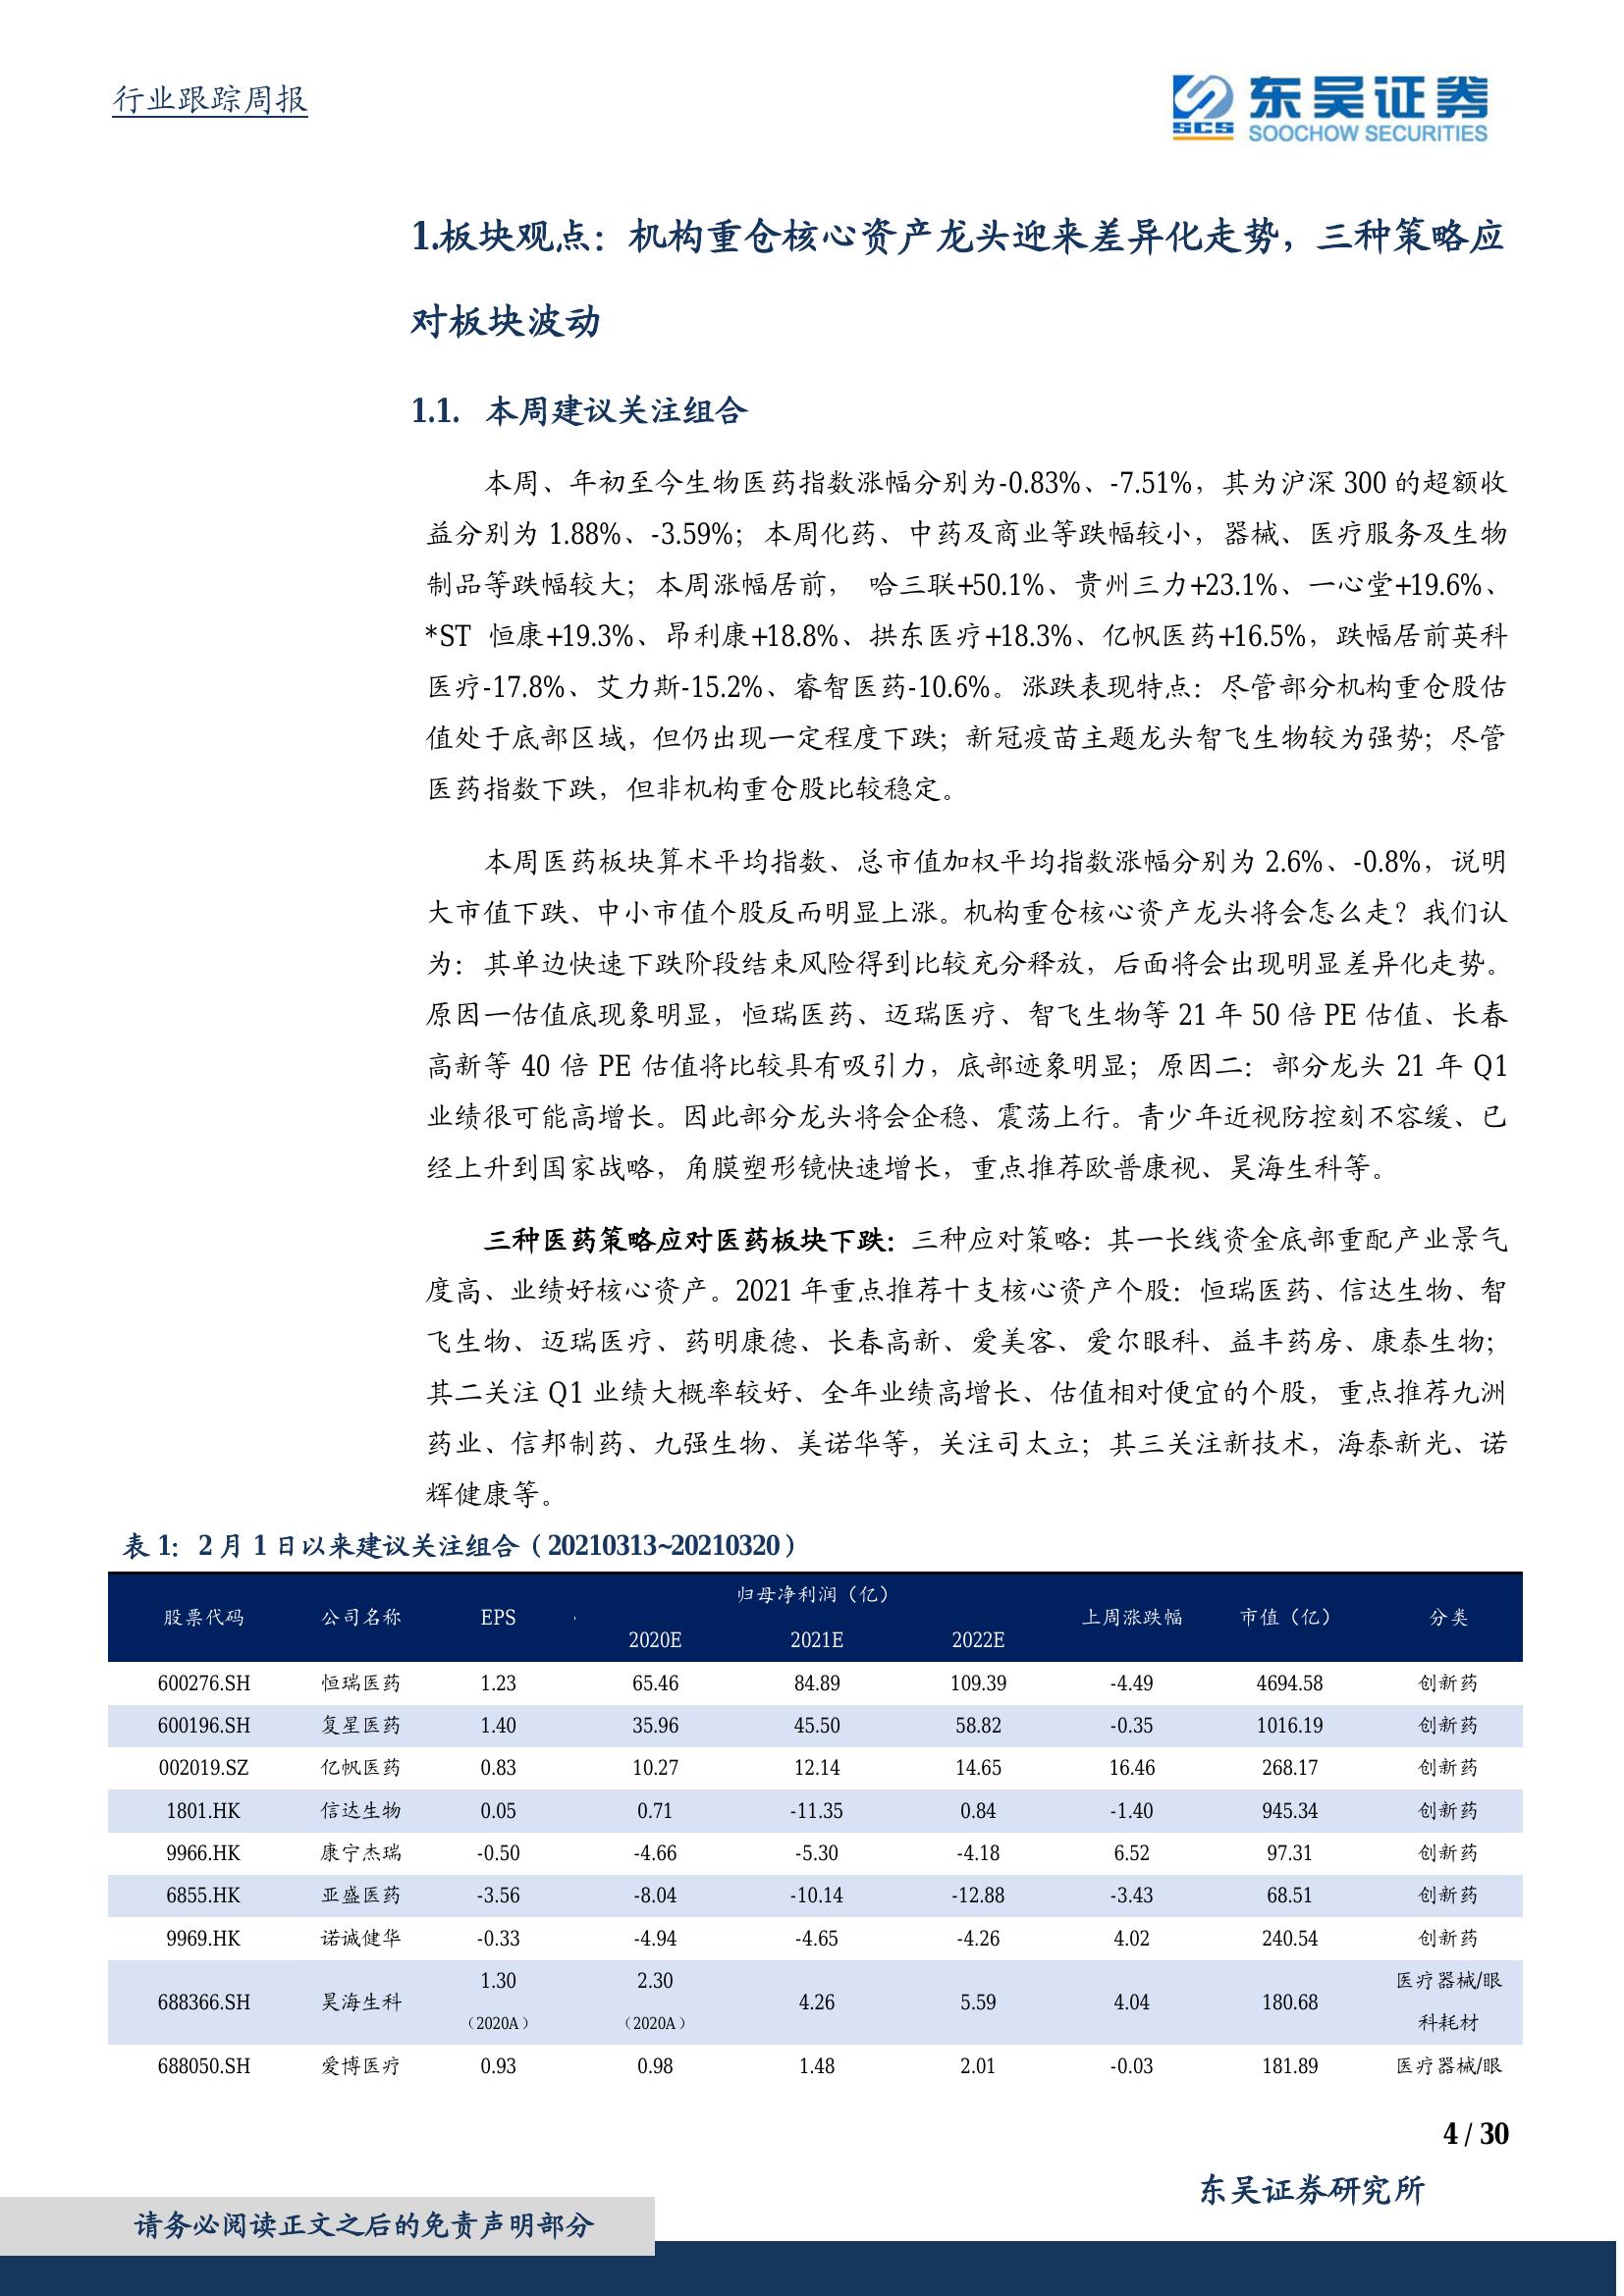 行业跟踪周报
东吴证券
SCS
SOOCHOW SECURITIES
1.板块观点：机构重仓核心资产龙头迎来差异化走势，三种策略应
对板块波动
1.1. 本周建议关注组合
本周、年初至今生物医药指数涨幅分别为-0.83%、-7.51%，其为沪深 300 的超额收
益分别为 1.88%、-3.59%；本周化药、中药及商业等跌幅较小，器械、医疗服务及生物
制品等跌幅较大；本周涨幅居前， 哈三联+50.1%、贵州三力+23.1%、一心堂+19.6%、
*ST 恒康+19.3%、昂利康+18.8%、拱东医疗+18.3%、亿帆医药+16.5%，跌幅居前英科
医疗-17.8%、艾力斯-15.2%、睿智医药-10.6%。涨跌表现特点：尽管部分机构重仓股估
值处于底部区域，但仍出现一定程度下跌；新冠疫苗主题龙头智飞生物较为强势；尽管
医药指数下跌，但非机构重仓股比较稳定。
本周医药板块算术平均指数、总市值加权平均指数涨幅分别为 2.6%、-0.8%，说明
大市值下跌、中小市值个股反而明显上涨。机构重仓核心资产龙头将会怎么走？我们认
为：其单边快速下跌阶段结束风险得到比较充分释放，后面将会出现明显差异化走势。
原因一估值底现象明显，恒瑞医药、迈瑞医疗、智飞生物等 21 年 50 倍 PE 估值、长春
高新等 40 倍 PE 估值将比较具有吸引力，底部迹象明显；原因二：部分龙头 21 年 Q1
业绩很可能高增长。因此部分龙头将会企稳、震荡上行。青少年近视防控刻不容缓、已
经上升到国家战略，角膜塑形镜快速增长，重点推荐欧普康视、昊海生科等。
三种医药策略应对医药板块下跌：三种应对策略：其一长线资金底部重配产业景气
度高、业绩好核心资产。2021 年重点推荐十支核心资产个股：恒瑞医药、信达生物、智
飞生物、迈瑞医疗、药明康德、长春高新、爱美客、爱尔眼科、益丰药房、康泰生物；
其二关注 Q1 业绩大概率较好、全年业绩高增长、估值相对便宜的个股，重点推荐九洲
药业、信邦制药、九强生物、美诺华等，关注司太立；其三关注新技术，海泰新光、诺
辉健康等。
表 1： 2 月 1 日以来建议关注组合（20210313~20210320）
股票代码 公司名称 EPS 归母净利润（亿） 上周涨跌幅 市值（亿） 分类
2020E 2021E 2022E
600276.SH 恒瑞医药 1.23 65.46 84.89 109.39 -4.49 4694.58 创新药
600196.SH 复星医药 1.40 35.96 45.50 58.82 -0.35 1016.19 创新药
002019.SZ 亿帆医药 0.83 10.27 12.14 14.65 16.46 268.17 创新药
1801.HK 信达生物 0.05 0.71 -11.35 0.84 -1.40 945.34 创新药
9966.HK 康宁杰瑞 -0.50 -4.66 -5.30 -4.18 6.52 97.31 创新药
6855.HK 亚盛医药 -3.56 -8.04 -10.14 -12.88 -3.43 68.51 创新药
9969.HK 诺诚健华 -0.33 -4.94 -4.65 -4.26 4.02 240.54 创新药
688366.SH 昊海生科 1.30 2.30 4.26 5.59 4.04 180.68 医疗器械/眼
（2020A） （2020A） 科耗材
688050.SH 爱博医疗 0.93 0.98 1.48 2.01 -0.03 181.89 医疗器械/眼
4 / 30
东吴证券研究所
请务必阅读正文之后的免责声明部分